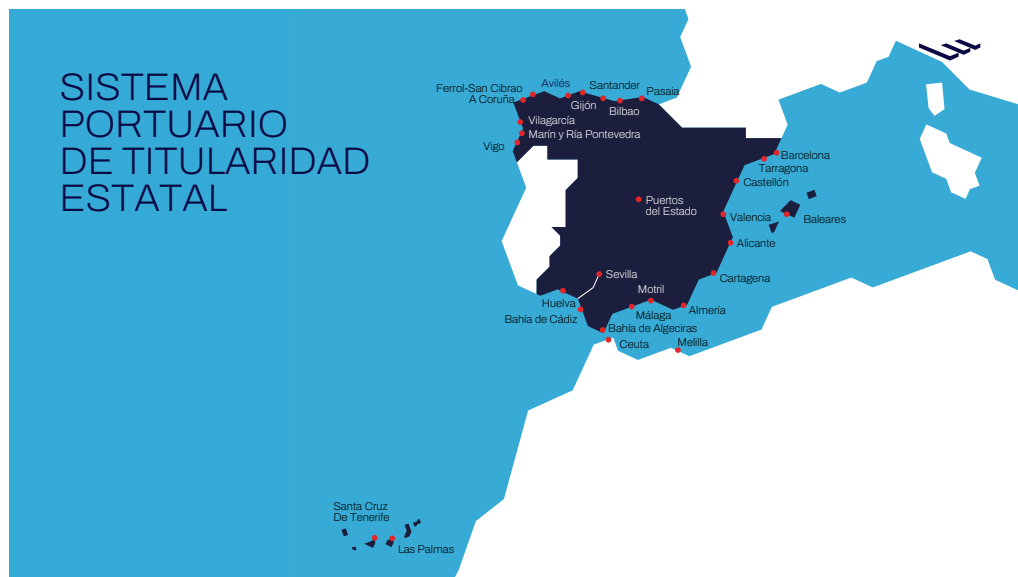 SISTEMA
PORTUARIO
DE TITULARIDAD
ESTATAL
Ferrol-San Cibrao
A Coruña
Avilés
Santander
Gijón
Bilbao
Pasaia
Vilagarcía
Marín y Ría Pontevedra
Vigo
Barcelona
Tarragona
Castellón
Puertos
del Estado
Valencia
Baleares
Alicante
Sevilla
Cartagena
Motril
Huelva
Málaga
Almería
Bahía de Cádiz
Bahía de Algeciras
Ceuta
Melilla
Santa Cruz
De Tenerife
Las Palmas